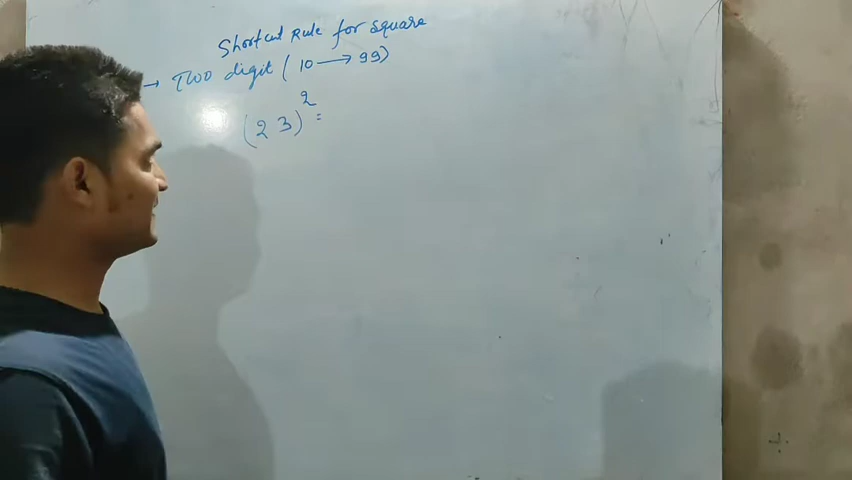 Shortcut Rule for square
→ Two digit ( 10 → 99)
(23)² =